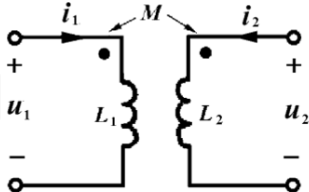 i₁ M i₂
+ +
u₁ L₁ L₂ u₂
− −